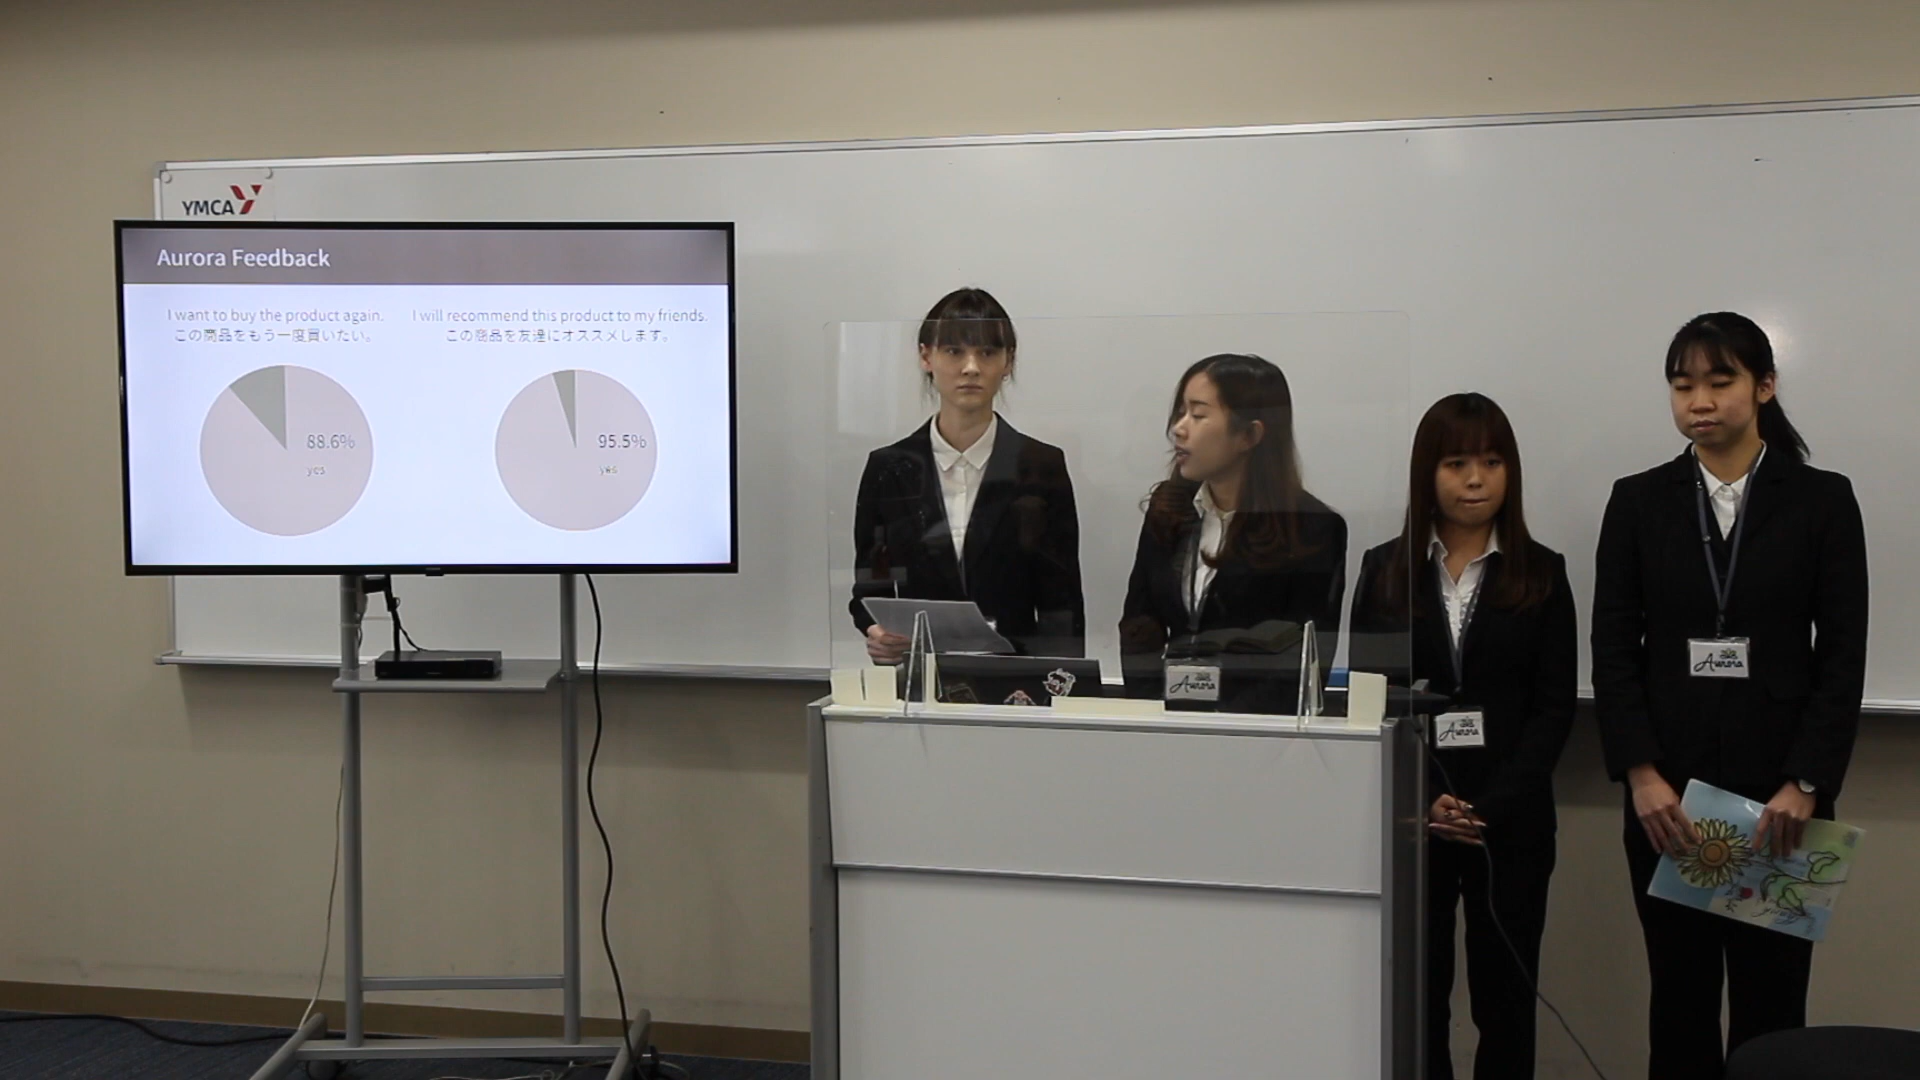 YMCA
Aurora Feedback
I want to buy the product again.
この商品をもう一度買いたい。
I will recommend this product to my friends.
この商品を友達にオススメします。
88.6%
yes
95.5%
yes
Aurora
Aurora
Aurora